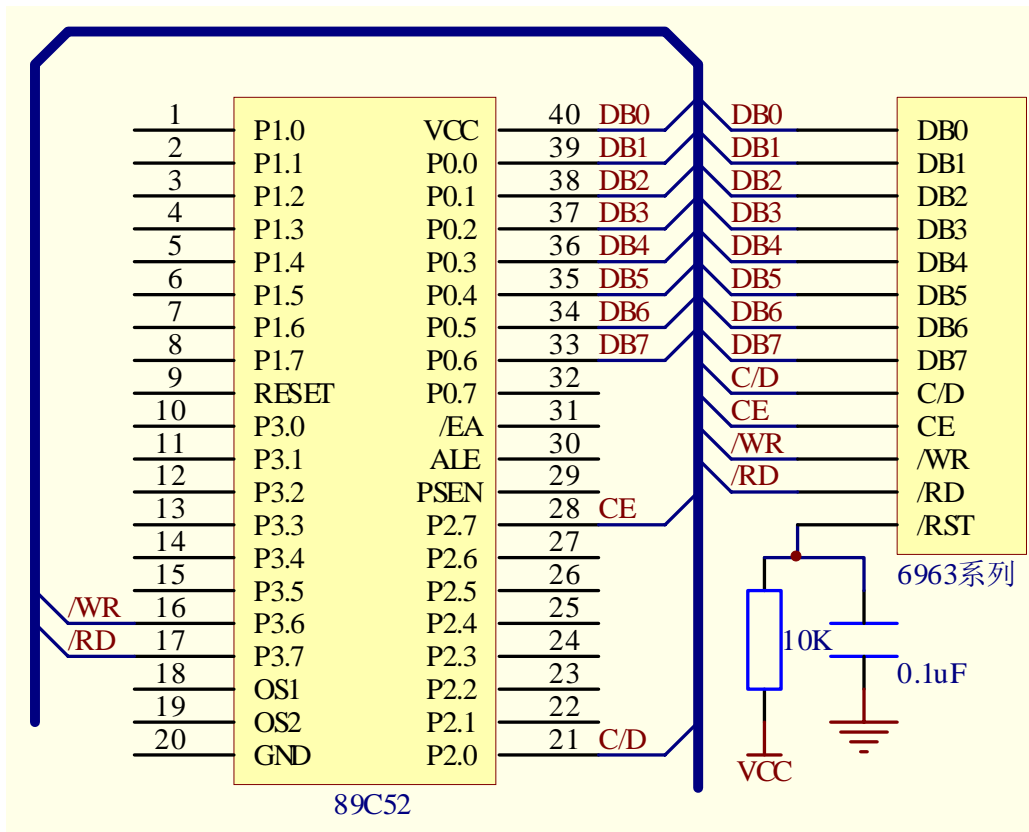 1 P1.0 VCC 40 DB0 DB0 DB0
2 P1.1 P0.0 39 DB1 DB1 DB1
3 P1.2 P0.1 38 DB2 DB2 DB2
4 P1.3 P0.2 37 DB3 DB3 DB3
5 P1.4 P0.3 36 DB4 DB4 DB4
6 P1.5 P0.4 35 DB5 DB5 DB5
7 P1.6 P0.5 34 DB6 DB6 DB6
8 P1.7 P0.6 33 DB7 DB7 DB7
9 RESET P0.7 32 C/D C/D
10 P3.0 /EA 31 CE CE
11 P3.1 ALE 30 /WR /WR
12 P3.2 PSEN 29 /RD /RD
13 P3.3 P2.7 28 CE /RST
14 P3.4 P2.6 27
6963系列
15 P3.5 P2.5 26
/WR 16 P3.6 P2.4 25
/RD 17 P3.7 P2.3 24 10K
18 OS1 P2.2 23 0.1uF
19 OS2 P2.1 22
20 GND P2.0 21 C/D
VCC
89C52